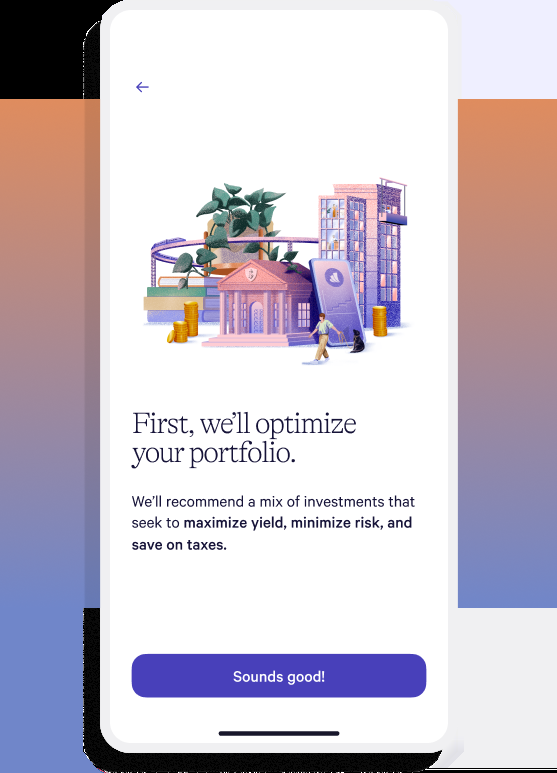 First, we'll optimize
your portfolio.
We'll recommend a mix of investments that
seek to maximize yield, minimize risk, and
save on taxes.
Sounds good!